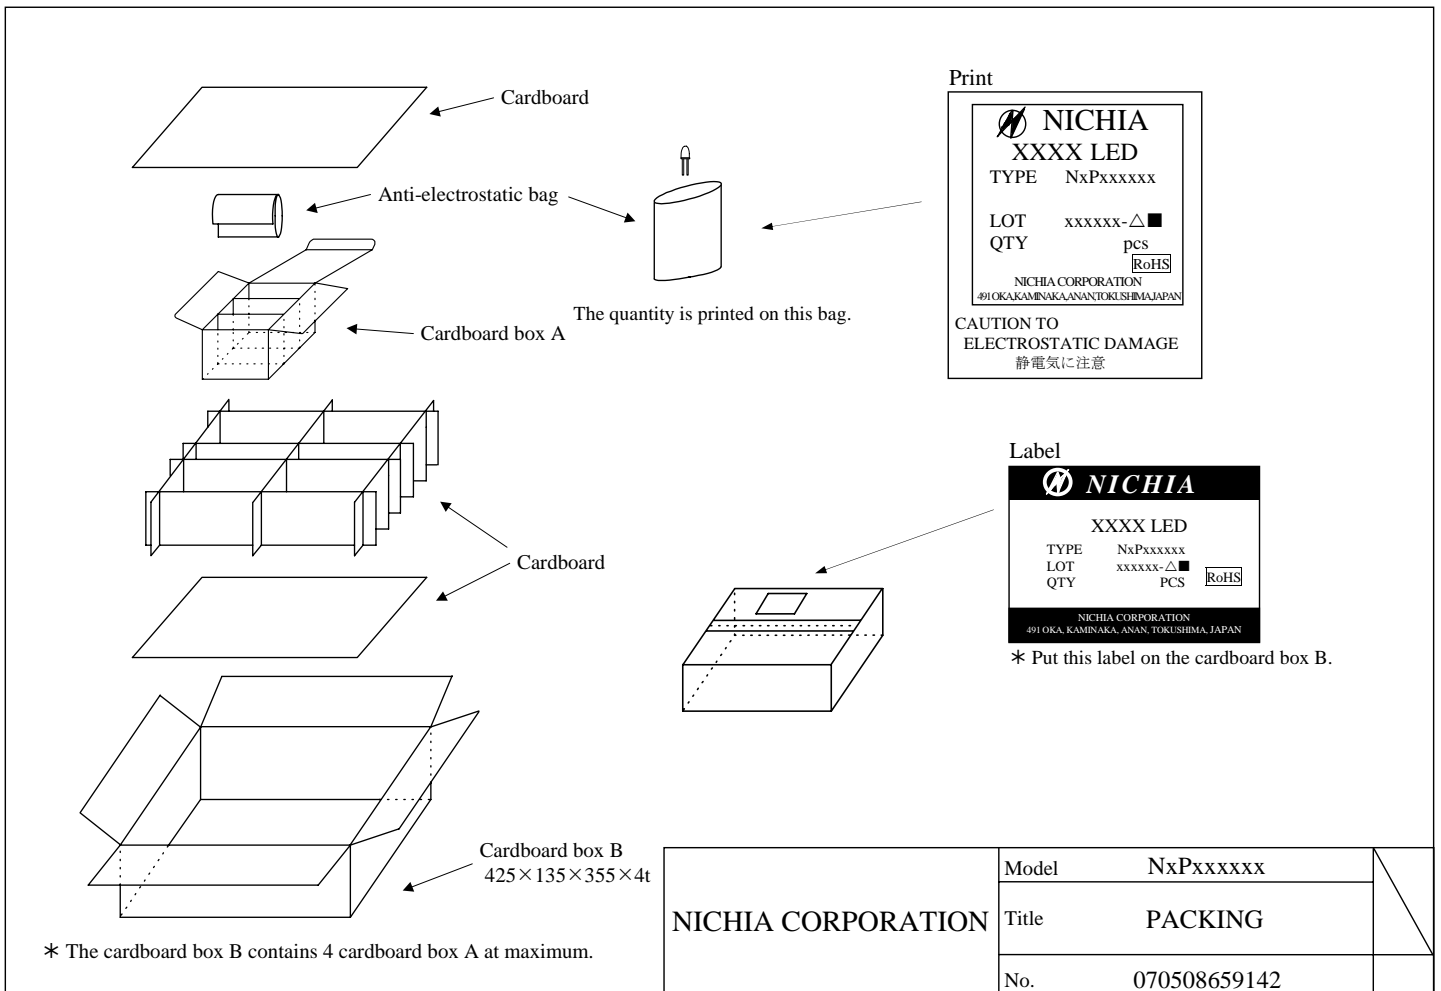 Cardboard
Anti-electrostatic bag
Cardboard box A
The quantity is printed on this bag.
Print
NICHIA
XXXX LED
TYPE NxPxxxxxx
LOT xxxxxx-△■
QTY pcs
RoHS
NICHIA CORPORATION
491 OKA,KAMINAKA,ANAN,TOKUSHIMA,JAPAN
CAUTION TO
ELECTROSTATIC DAMAGE
静電気に注意
Cardboard
Label
NICHIA
XXXX LED
TYPE NxPxxxxxx
LOT xxxxxx-△■
QTY PCS
RoHS
NICHIA CORPORATION
491 OKA, KAMINAKA, ANAN, TOKUSHIMA, JAPAN
＊ Put this label on the cardboard box B.
Cardboard box B
425×135×355×4t
＊ The cardboard box B contains 4 cardboard box A at maximum.
NICHIA CORPORATION
Model NxPxxxxxx
Title PACKING
No. 070508659142